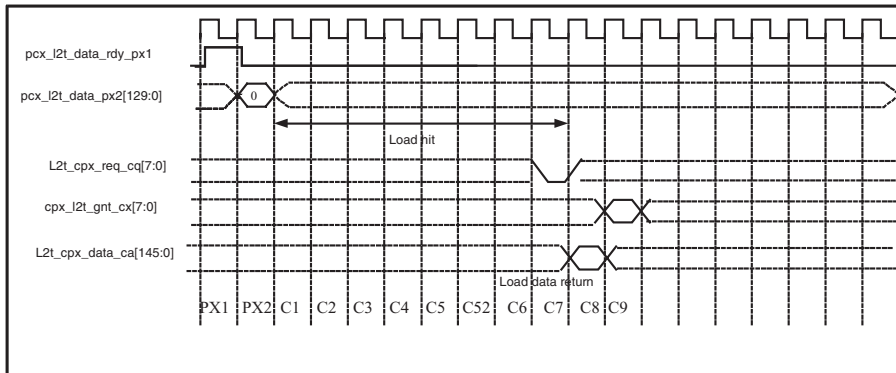 pcx_l2t_data_rdy_px1
pcx_l2t_data_px2[129:0]
0
Load hit
L2t_cpx_req_cq[7:0]
cpx_l2t_gnt_cx[7:0]
L2t_cpx_data_ca[145:0]
Load data return
PX1 PX2 C1 C2 C3 C4 C5 C52 C6 C7 C8 C9